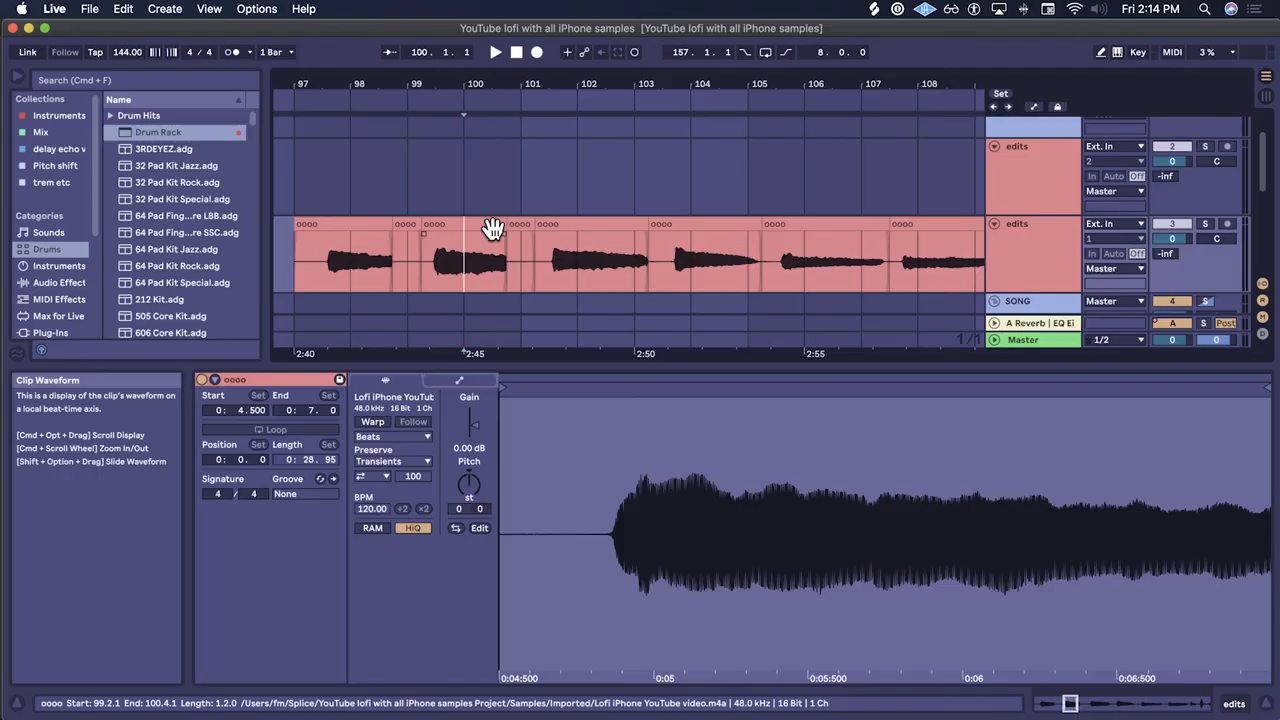 Live File Edit Create View Options Help Fri 2:14 PM
YouTube lofi with all iPhone samples [YouTube lofi with all iPhone samples]
Link Follow Tap 144.00 4 / 4 1 Bar 100. 1. 1 157. 1. 1 8. 0. 0 Key MIDI 3 %
Search (Cmd + F)
Collections
Instruments
Mix
delay echo v
Pitch shift
trem etc
Categories
Sounds
Drums
Instruments
Audio Effect
MIDI Effects
Max for Live
Plug-Ins
Name
Drum Hits
Drum Rack
3RDEYEZ.adg
32 Pad Kit Jazz.adg
32 Pad Kit Rock.adg
32 Pad Kit Special.adg
64 Pad Fing...re LBB.adg
64 Pad Fing...re SSC.adg
64 Pad Kit Jazz.adg
64 Pad Kit Rock.adg
64 Pad Kit Special.adg
212 Kit.adg
505 Core Kit.adg
606 Core Kit.adg
97 98 99 100 101 102 103 104 105 106 107 108
Set
edits Ext. In 2 S
2 0 C
In Auto Off -inf
Master
oooo oooo oooo oooo oooo oooo oooo oooo
edits Ext. In 3 S
1 0 C
In Auto Off -inf
Master
SONG Master 4 S
A Reverb | EQ Ei A S Post
1/1 Master 1/2 0 0
2:40 2:45 2:50 2:55
Clip Waveform
This is a display of the clip's waveform on
a local beat-time axis.
[Cmd + Opt + Drag] Scroll Display
[Cmd + Scroll Wheel] Zoom In/Out
[Shift + Option + Drag] Slide Waveform
oooo
Start Set End Set
0: 4.500 0: 7. 0
Loop
Position Set Length Set
0: 0. 0 0: 28. 95
Signature Groove
4 / 4 None
Lofi iPhone YouTub
48.0 kHz 16 Bit 1 Ch
Warp Follow
Beats
Preserve
Transients
100
BPM
120.00 ÷2 ×2
RAM HiQ
Gain
0.00 dB
Pitch
st
0 0
Edit
0:04:500 0:05 0:05:500 0:06 0:06:500
oooo Start: 99.2.1 End: 100.4.1 Length: 1.2.0 /Users/fm/Splice/YouTube lofi with all iPhone samples Project/Samples/Imported/Lofi iPhone YouTube video.m4a | 48.0 kHz | 16 Bit | 1 Ch
edits